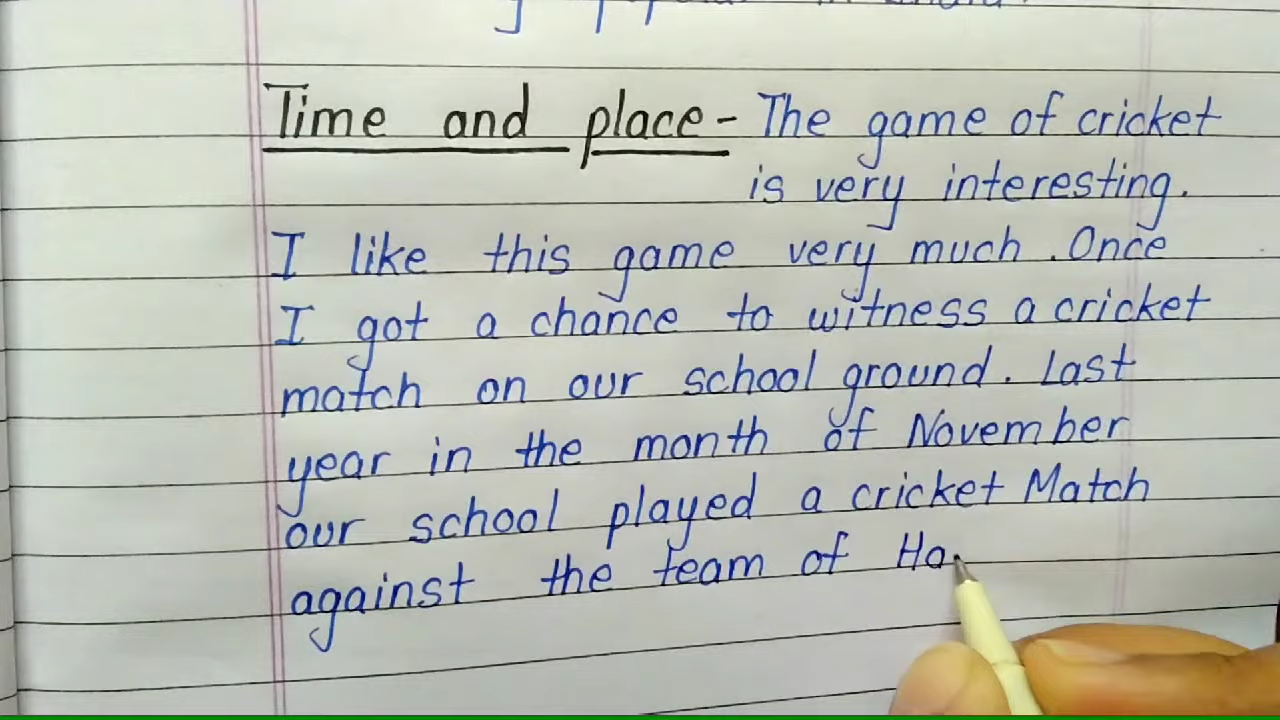 Time and place- The game of cricket
is very interesting.
I like this game very much. Once
I got a chance to witness a cricket
match on our school ground. Last
year in the month of November
our school played a cricket Match
against the team of